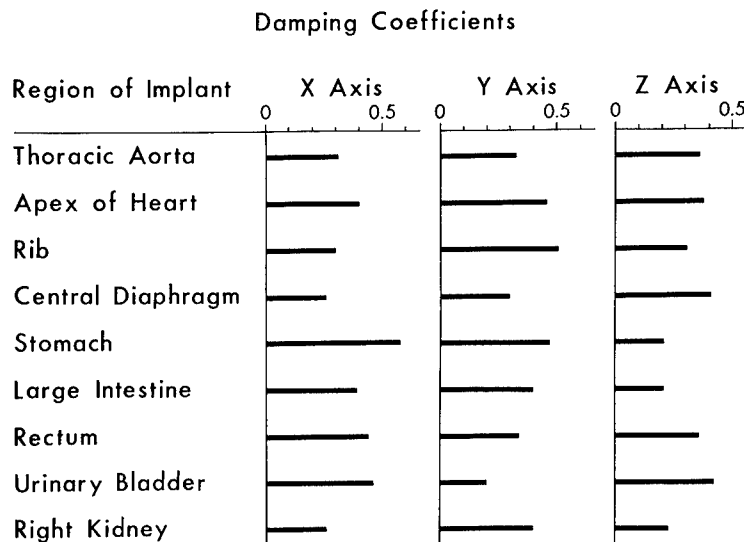 Damping Coefficients
Region of Implant X Axis Y Axis Z Axis
0 0.5 0 0.5 0 0.5
Thoracic Aorta
Apex of Heart
Rib
Central Diaphragm
Stomach
Large Intestine
Rectum
Urinary Bladder
Right Kidney